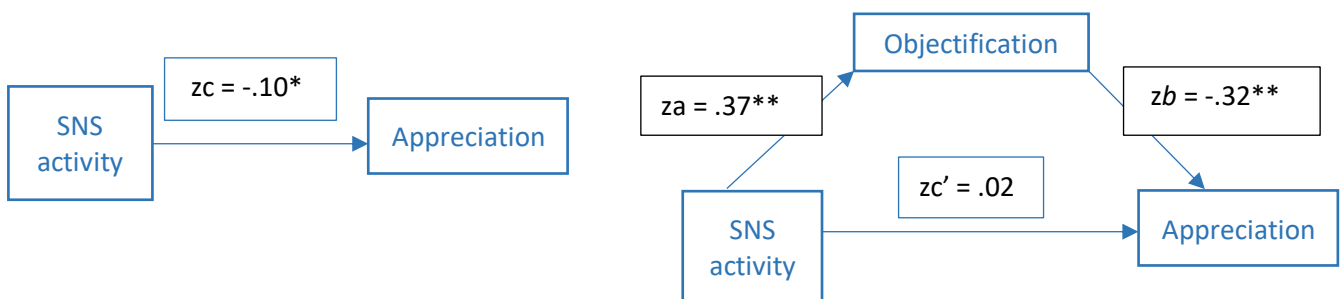 zc = -.10*
SNS
activity
Appreciation
Objectification
za = .37**
zb = -.32**
zc’ = .02
SNS
activity
Appreciation